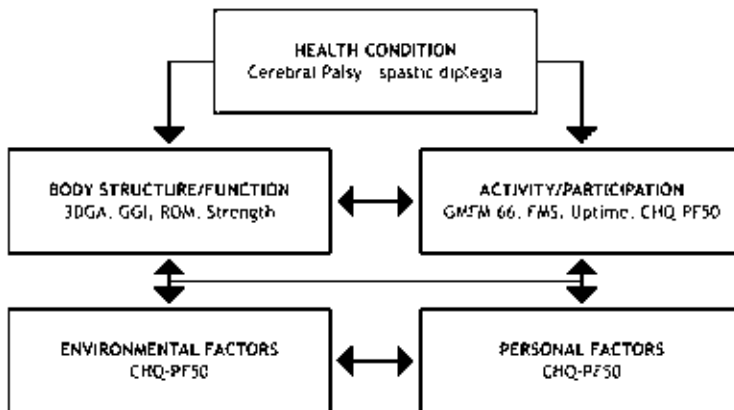 HEALTH CONDITION
Cerebral Palsy spastic diplegia
BODY STRUCTURE/FUNCTION
3DGA, GGI, ROM, Strength
ACTIVITY/PARTICIPATION
GMFM 66, FMS, Uptime, CHQ PF50
ENVIRONMENTAL FACTORS
CHQ-PF50
PERSONAL FACTORS
CHQ-PF50